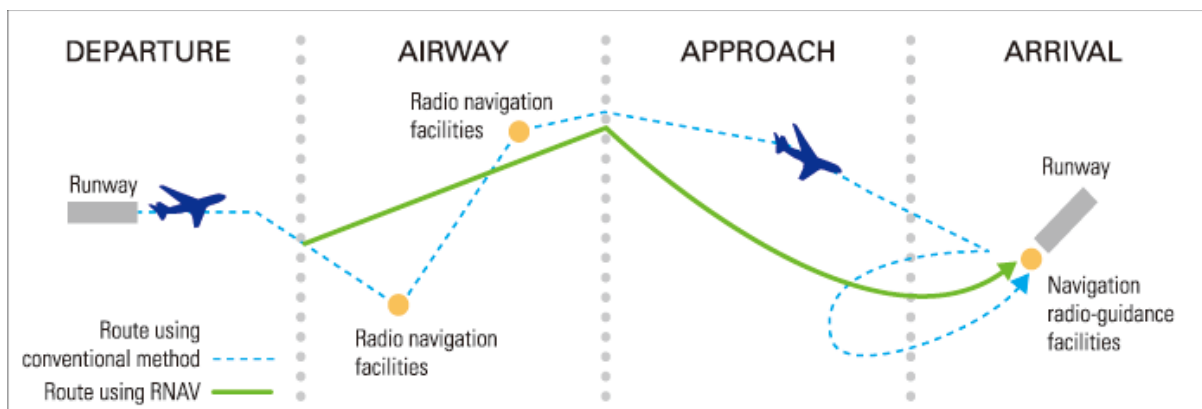 DEPARTURE
AIRWAY
APPROACH
ARRIVAL
Radio navigation
facilities
Runway
Runway
Radio navigation
facilities
Navigation
radio-guidance
facilities
Route using
conventional method
Route using RNAV